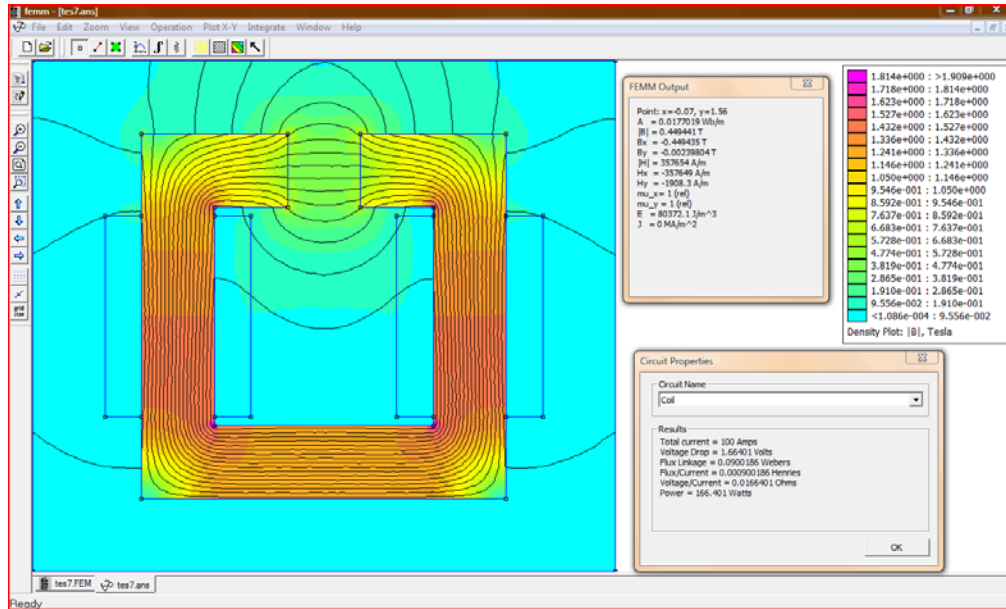 femm - [tes7.ans]
File Edit Zoom View Operation Plot X-Y Integrate Window Help
FEMM Output
Point: x=-0.07, y=1.56
A = 0.0177019 Wb/m
|B| = 0.449441 T
Bx = -0.449435 T
By = -0.00239804 T
|H| = 357654 A/m
Hx = -357649 A/m
Hy = -1908.3 A/m
mu_x= 1 (rel)
mu_y = 1 (rel)
E = 80372.1 J/m^3
J = 0 MA/m^2
1.814e+000 : >1.909e+000
1.718e+000 : 1.814e+000
1.623e+000 : 1.718e+000
1.527e+000 : 1.623e+000
1.432e+000 : 1.527e+000
1.336e+000 : 1.432e+000
1.241e+000 : 1.336e+000
1.146e+000 : 1.241e+000
1.050e+000 : 1.146e+000
9.546e-001 : 1.050e+000
8.592e-001 : 9.546e-001
7.637e-001 : 8.592e-001
6.683e-001 : 7.637e-001
5.728e-001 : 6.683e-001
4.774e-001 : 5.728e-001
3.819e-001 : 4.774e-001
2.865e-001 : 3.819e-001
1.910e-001 : 2.865e-001
9.556e-002 : 1.910e-001
<1.086e-004 : 9.556e-002
Density Plot: |B|, Tesla
Circuit Properties
Circuit Name
Coil
Results
Total current = 100 Amps
Voltage Drop = 1.66401 Volts
Flux Linkage = 0.0900186 Webers
Flux/Current = 0.000900186 Henries
Voltage/Current = 0.0166401 Ohms
Power = 166.401 Watts
OK
tes7.FEM tes7.ans
Ready